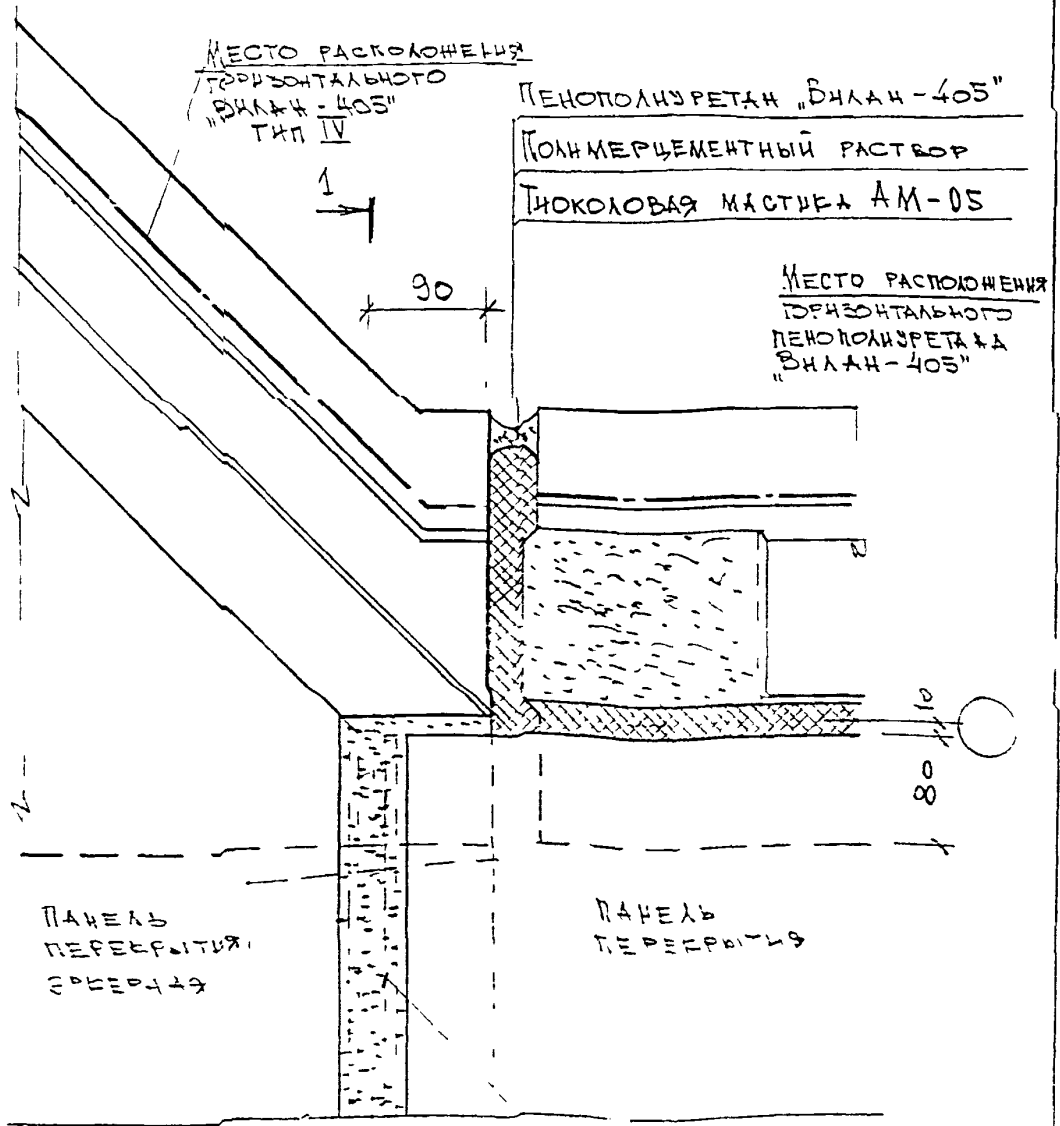 МЕСТО РАСПОЛОЖЕНИЯ
ГОРИЗОНТАЛЬНОГО
"ВИЛАН-405"
ТИП IV
1
90
ПЕНОПОЛИУРЕТАН „ВИЛАН-405"
ПОЛИМЕРЦЕМЕНТНЫЙ РАСТВОР
ТИОКОЛОВАЯ МАСТИКА АМ-05
МЕСТО РАСПОЛОЖЕНИЯ
ГОРИЗОНТАЛЬНОГО
ПЕНОПОЛИУРЕТАНА
"ВИЛАН-405"
10
80
ПАНЕЛЬ
ПЕРЕКРЫТИЯ
ПАНЕЛЬ
ПЕРЕКРЫТИЯ